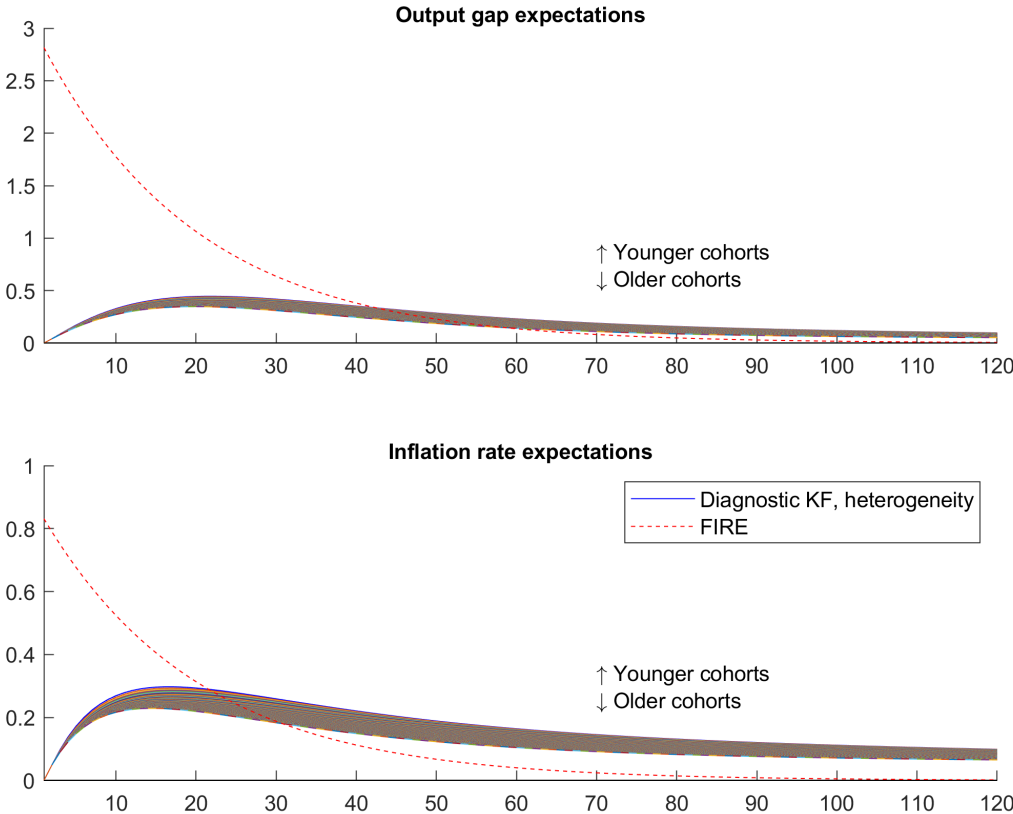 Output gap expectations
3
2.5
2
1.5
1
0.5
0
↑ Younger cohorts
↓ Older cohorts
10 20 30 40 50 60 70 80 90 100 110 120
Inflation rate expectations
1
0.8
0.6
0.4
0.2
0
Diagnostic KF, heterogeneity
FIRE
↑ Younger cohorts
↓ Older cohorts
10 20 30 40 50 60 70 80 90 100 110 120